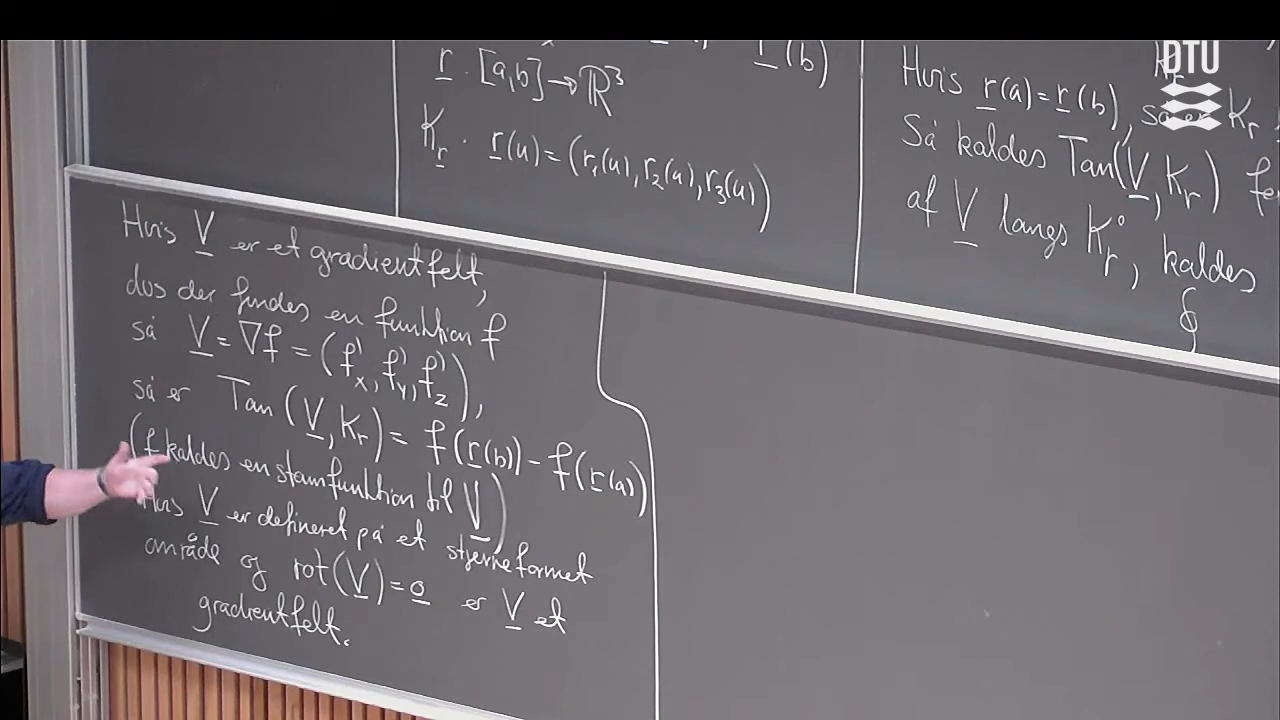 r : [a,b] → ℝ³
K_r : r(u) = (r₁(u), r₂(u), r₃(u))
(b)
DTU
Hvis r(a) = r(b), så er K_r
Så kaldes Tan(V, K_r)
af V langs K_r°, kaldes
∮
Hvis V er et gradientfelt,
dvs der findes en funktion f
så V = ∇f = (f'_x, f'_y, f'_z),
så er Tan(V, K_r) = f(r(b)) - f(r(a))
(f kaldes en stamfunktion til V)
Hvis V er defineret på et stjerneformet
område og rot(V) = 0 er V et
gradientfelt.